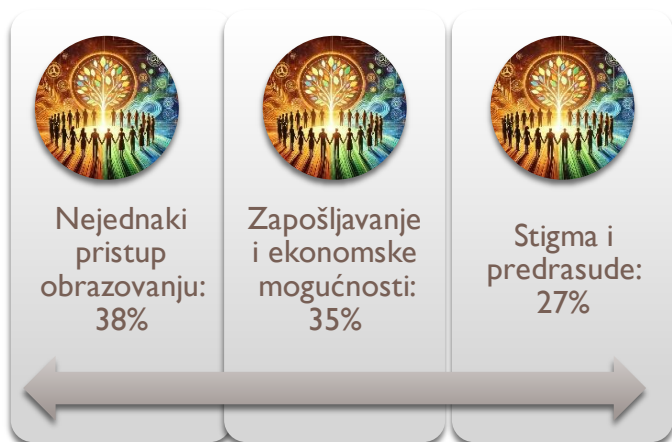 Nejednaki
pristup
obrazovanju:
38%
Zapošljavanje
i ekonomske
mogućnosti:
35%
Stigma i
predrasude:
27%